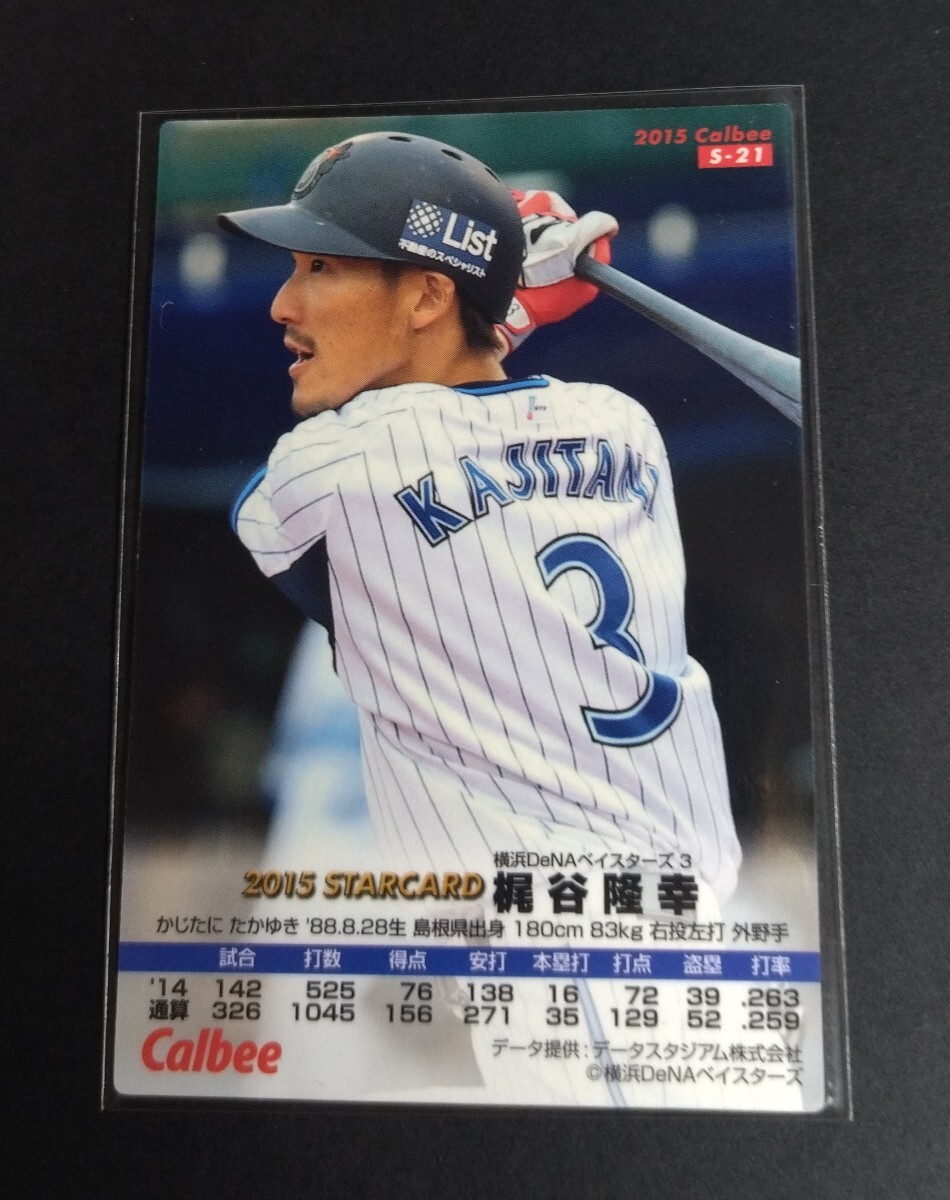 2015 Calbee
S-21
List
不動産のスペシャリスト
KAJITANI
3
横浜DeNAベイスターズ 3
2015 STARCARD 梶谷隆幸
かじたに たかゆき '88.8.28生 島根県出身 180cm 83kg 右投左打 外野手
試合 打数 得点 安打 本塁打 打点 盗塁 打率
'14 142 525 76 138 16 72 39 .263
通算 326 1045 156 271 35 129 52 .259
Calbee
データ提供:データスタジアム株式会社
©横浜DeNAベイスターズ